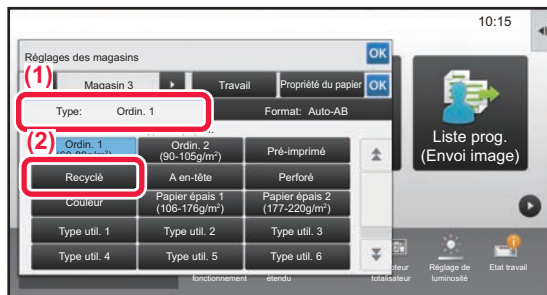 10:15
Réglages des magasins
OK
(1)
Magasin 3
Travail
Propriété du papier
OK
Type: Ordin. 1
Format: Auto-AB
(2)
Ordin. 1
Ordin. 2
(90-105g/m²)
Pré-imprimé
Recyclé
A en-tête
Perforé
Couleur
Papier épais 1
(106-176g/m²)
Papier épais 2
(177-220g/m²)
Type util. 1
Type util. 2
Type util. 3
Type util. 4
Type util. 5
Type util. 6
Liste prog.
(Envoi image)
fonctionnement
étendu
totalisateur
Réglage de
luminosité
Etat travail